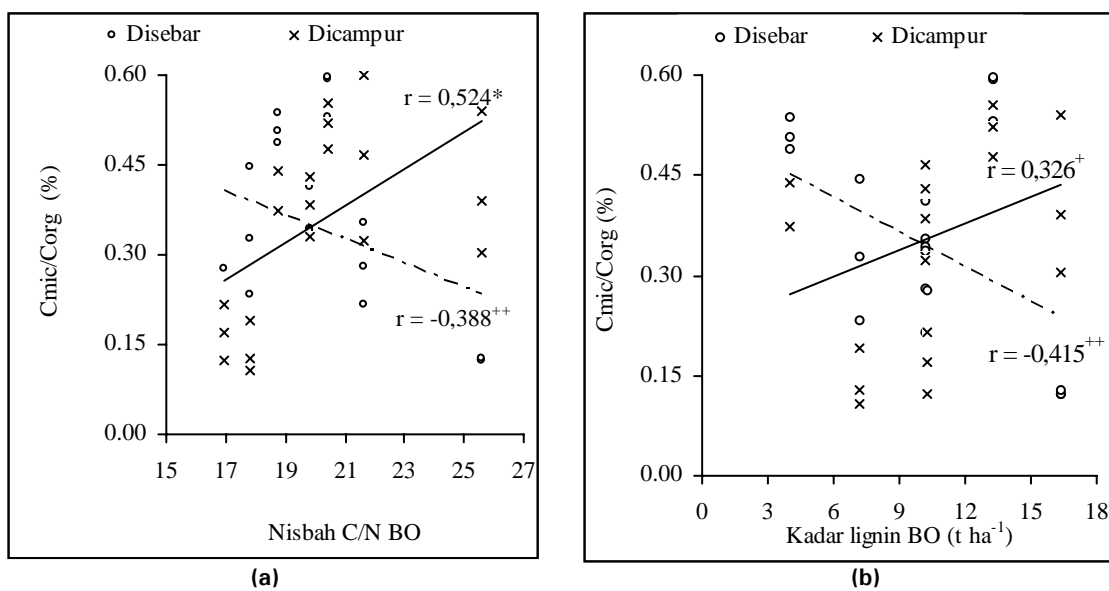 Disebar Dicampur
0.60
0.45
0.30
0.15
0.00
Cmic/Corg (%)
r = 0,524*
r = -0,388⁺⁺
15 17 19 21 23 25 27
Nisbah C/N BO
(a)
Disebar Dicampur
0.60
0.45
0.30
0.15
0.00
Cmic/Corg (%)
r = 0,326⁺
r = -0,415⁺⁺
0 3 6 9 12 15 18
Kadar lignin BO (t ha⁻¹)
(b)